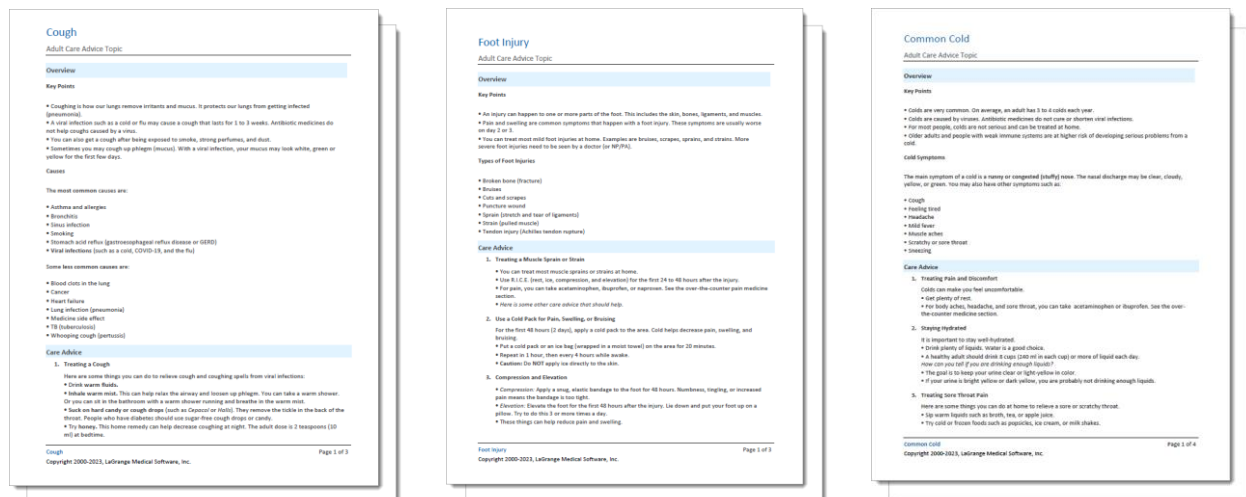 Cough
Adult Care Advice Topic
Overview
Key Points
• Coughing is how our lungs remove irritants and mucus. It protects our lungs from getting infected
(pneumonia).
• A viral infection such as a cold or flu may cause a cough that lasts for 1 to 3 weeks. Antibiotic medicines do
not help coughs caused by a virus.
• You can also get a cough after being exposed to smoke, strong perfumes, and dust.
• Sometimes you may cough up phlegm (mucus). With a viral infection, your mucus may look white, green or
yellow for the first few days.
Causes
The most common causes are:
• Asthma and allergies
• Bronchitis
• Sinus infection
• Smoking
• Stomach acid reflux (gastroesophageal reflux disease or GERD)
• Viral infections (such as a cold, COVID-19, and the flu)
Some less common causes are:
• Blood clots in the lung
• Cancer
• Heart failure
• Lung infection (pneumonia)
• Medicine side effect
• TB (tuberculosis)
• Whooping cough (pertussis)
Care Advice
1. Treating a Cough
Here are some things you can do to relieve cough and coughing spells from viral infections:
• Drink warm fluids.
• Inhale warm mist. This can help relax the airway and loosen up phlegm. You can take a warm shower.
Or you can sit in the bathroom with a warm shower running and breathe in the warm mist.
• Suck on hard candy or cough drops (such as Cepacol or Halls). They remove the tickle in the back of the
throat. People who have diabetes should use sugar-free cough drops or candy.
• Try honey. This home remedy can help decrease coughing at night. The adult dose is 2 teaspoons (10
ml) at bedtime.
Cough Page 1 of 3
Copyright 2000-2023, LaGrange Medical Software, Inc.
Foot Injury
Adult Care Advice Topic
Overview
Key Points
• An injury can happen to one or more parts of the foot. This includes the skin, bones, ligaments, and muscles.
• Pain and swelling are common symptoms that happen with a foot injury. These symptoms are usually worse
on day 2 or 3.
• You can treat most mild foot injuries at home. Examples are bruises, scrapes, sprains, and strains. More
severe foot injuries need to be seen by a doctor (or NP/PA).
Types of Foot Injuries
• Broken bone (fracture)
• Bruises
• Cuts and scrapes
• Puncture wound
• Sprain (stretch and tear of ligaments)
• Strain (pulled muscle)
• Tendon injury (Achilles tendon rupture)
Care Advice
1. Treating a Muscle Sprain or Strain
• You can treat most muscle sprains or strains at home.
• Use R.I.C.E. (rest, ice, compression, and elevation) for the first 24 to 48 hours after the injury.
• For pain, you can take acetaminophen, ibuprofen, or naproxen. See the over-the-counter pain medicine
section.
• Here is some other care advice that should help.
2. Use a Cold Pack for Pain, Swelling, or Bruising
For the first 48 hours (2 days), apply a cold pack to the area. Cold helps decrease pain, swelling, and
bruising.
• Put a cold pack or an ice bag (wrapped in a moist towel) on the area for 20 minutes.
• Repeat in 1 hour, then every 4 hours while awake.
• Caution: Do NOT apply ice directly to the skin.
3. Compression and Elevation
• Compression: Apply a snug, elastic bandage to the foot for 48 hours. Numbness, tingling, or increased
pain means the bandage is too tight.
• Elevation: Elevate the foot for the first 48 hours after the injury. Lie down and put your foot up on a
pillow. Try to do this 3 or more times a day.
• These things can help reduce pain and swelling.
Foot Injury Page 1 of 3
Copyright 2000-2023, LaGrange Medical Software, Inc.
Common Cold
Adult Care Advice Topic
Overview
Key Points
• Colds are very common. On average, an adult has 3 to 4 colds each year.
• Colds are caused by viruses. Antibiotic medicines do not cure or shorten viral infections.
• For most people, colds are not serious and can be treated at home.
• Older adults and people with weak immune systems are at higher risk of developing serious problems from a
cold.
Cold Symptoms
The main symptom of a cold is a runny or congested (stuffy) nose. The nasal discharge may be clear, cloudy,
yellow, or green. You may also have other symptoms such as:
• Cough
• Feeling tired
• Headache
• Mild fever
• Muscle aches
• Scratchy or sore throat
• Sneezing
Care Advice
1. Treating Pain and Discomfort
Colds can make you feel uncomfortable.
• Get plenty of rest.
• For body aches, headache, and sore throat, you can take acetaminophen or ibuprofen. See the over-
the-counter medicine section.
2. Staying Hydrated
It is important to stay well-hydrated.
• Drink plenty of liquids. Water is a good choice.
• A healthy adult should drink 8 cups (240 ml in each cup) or more of liquid each day.
How can you tell if you are drinking enough liquids?
• The goal is to keep your urine clear or light-yellow in color.
• If your urine is bright yellow or dark yellow, you are probably not drinking enough liquids.
3. Treating Sore Throat Pain
Here are some things you can do at home to relieve a sore or scratchy throat.
• Sip warm liquids such as broth, tea, or apple juice.
• Try cold or frozen foods such as popsicles, ice cream, or milk shakes.
Common Cold Page 1 of 4
Copyright 2000-2023, LaGrange Medical Software, Inc.